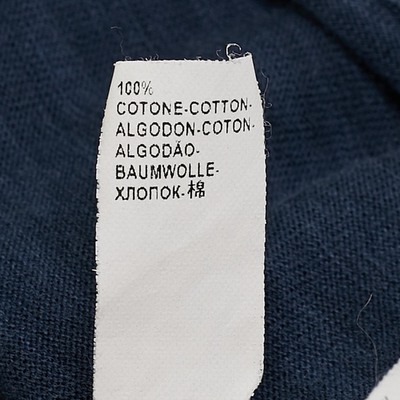 100%
COTONE-COTTON-
ALGODON-COTON-
ALGODÃO-
BAUMWOLLE-
ХЛОПОК-棉